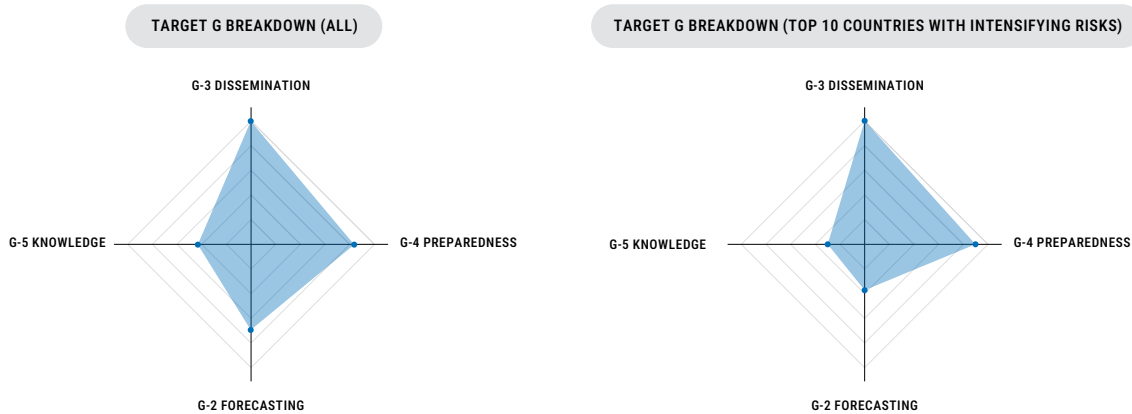 TARGET G BREAKDOWN (ALL)
G-3 DISSEMINATION
G-5 KNOWLEDGE
G-4 PREPAREDNESS
G-2 FORECASTING
TARGET G BREAKDOWN (TOP 10 COUNTRIES WITH INTENSIFYING RISKS)
G-3 DISSEMINATION
G-5 KNOWLEDGE
G-4 PREPAREDNESS
G-2 FORECASTING